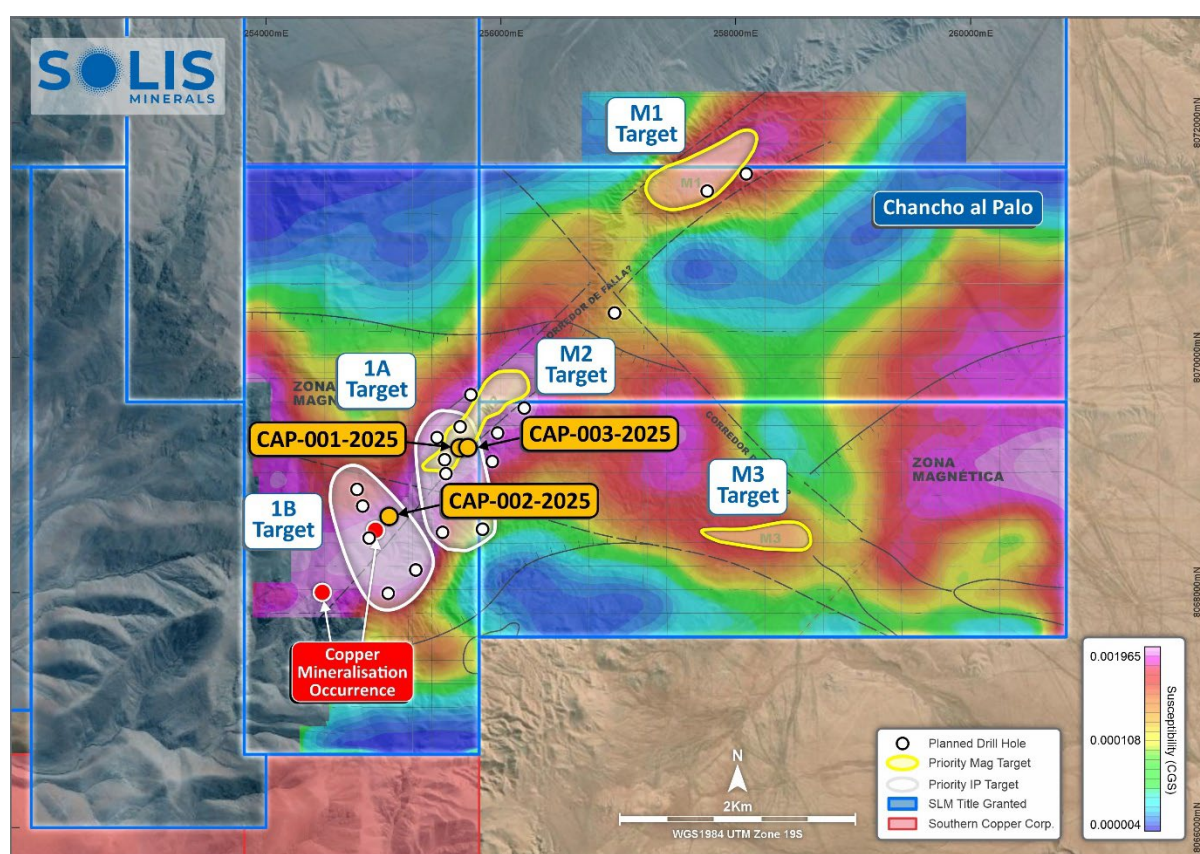 254000mE
256000mE
258000mE
260000mE
SOLIS
MINERALS
8072000mN
M1
Target
M1
Chancho al Palo
CORREDOR DE FALLA?
8070000mN
M2
Target
1A
Target
ZONA
MAGN
CAP-001-2025
CAP-003-2025
CORREDOR D
ZONA
MAGNÉTICA
M3
Target
M3
1B
Target
CAP-002-2025
8068000mN
Copper
Mineralisation
Occurrence
0.001965
0.000108
0.000004
Susceptibility (CGS)
Planned Drill Hole
Priority Mag Target
Priority IP Target
SLM Title Granted
Southern Copper Corp.
N
2Km
WGS1984 UTM Zone 19S
8066000mN